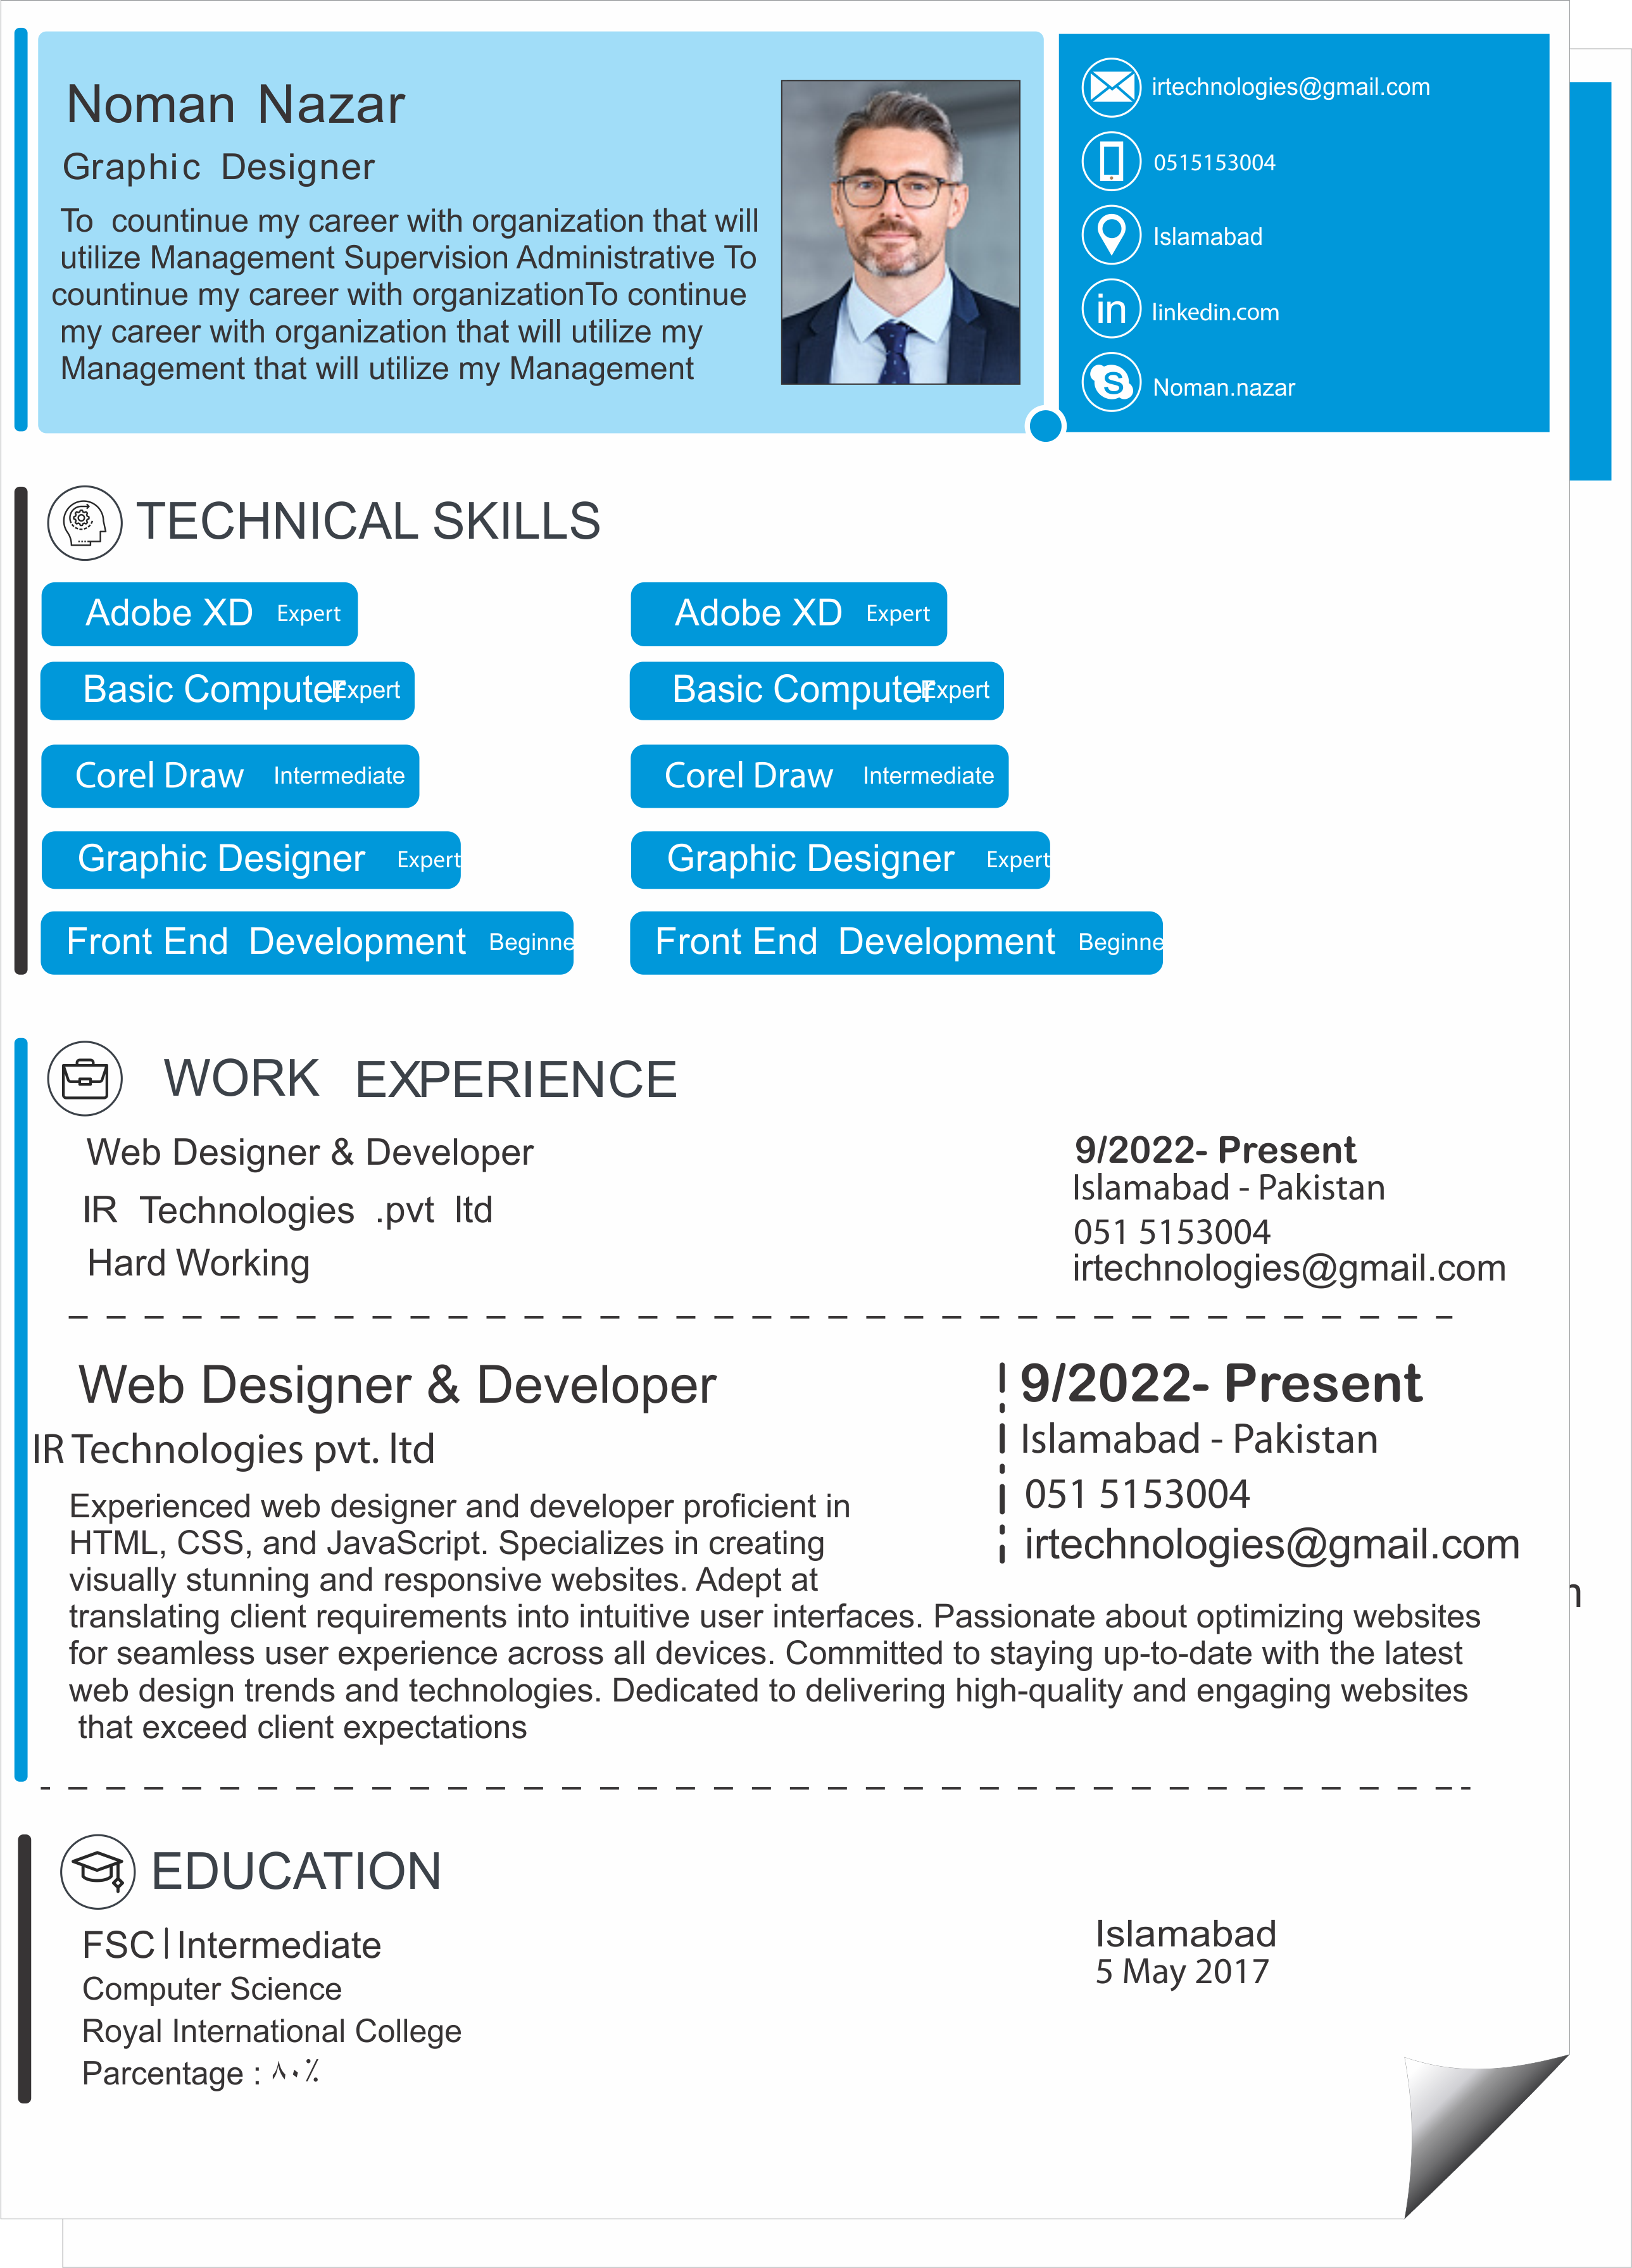 Noman Nazar
Graphic Designer
To countinue my career with organization that will
utilize Management Supervision Administrative To
countinue my career with organizationTo continue
my career with organization that will utilize my
Management that will utilize my Management
irtechnologies@gmail.com
0515153004
Islamabad
in linkedin.com
S Noman.nazar
TECHNICAL SKILLS
Adobe XD Expert
Basic Computer Expert
Corel Draw Intermediate
Graphic Designer Expert
Front End Development Beginne
Adobe XD Expert
Basic Computer Expert
Corel Draw Intermediate
Graphic Designer Expert
Front End Development Beginne
WORK EXPERIENCE
Web Designer & Developer
IR Technologies .pvt ltd
Hard Working
9/2022- Present
Islamabad - Pakistan
051 5153004
irtechnologies@gmail.com
Web Designer & Developer
IR Technologies pvt. ltd
9/2022- Present
Islamabad - Pakistan
051 5153004
irtechnologies@gmail.com
Experienced web designer and developer proficient in
HTML, CSS, and JavaScript. Specializes in creating
visually stunning and responsive websites. Adept at
translating client requirements into intuitive user interfaces. Passionate about optimizing websites
for seamless user experience across all devices. Committed to staying up-to-date with the latest
web design trends and technologies. Dedicated to delivering high-quality and engaging websites
that exceed client expectations
EDUCATION
FSC|Intermediate
Computer Science
Royal International College
Parcentage : ٨٠٪
Islamabad
5 May 2017